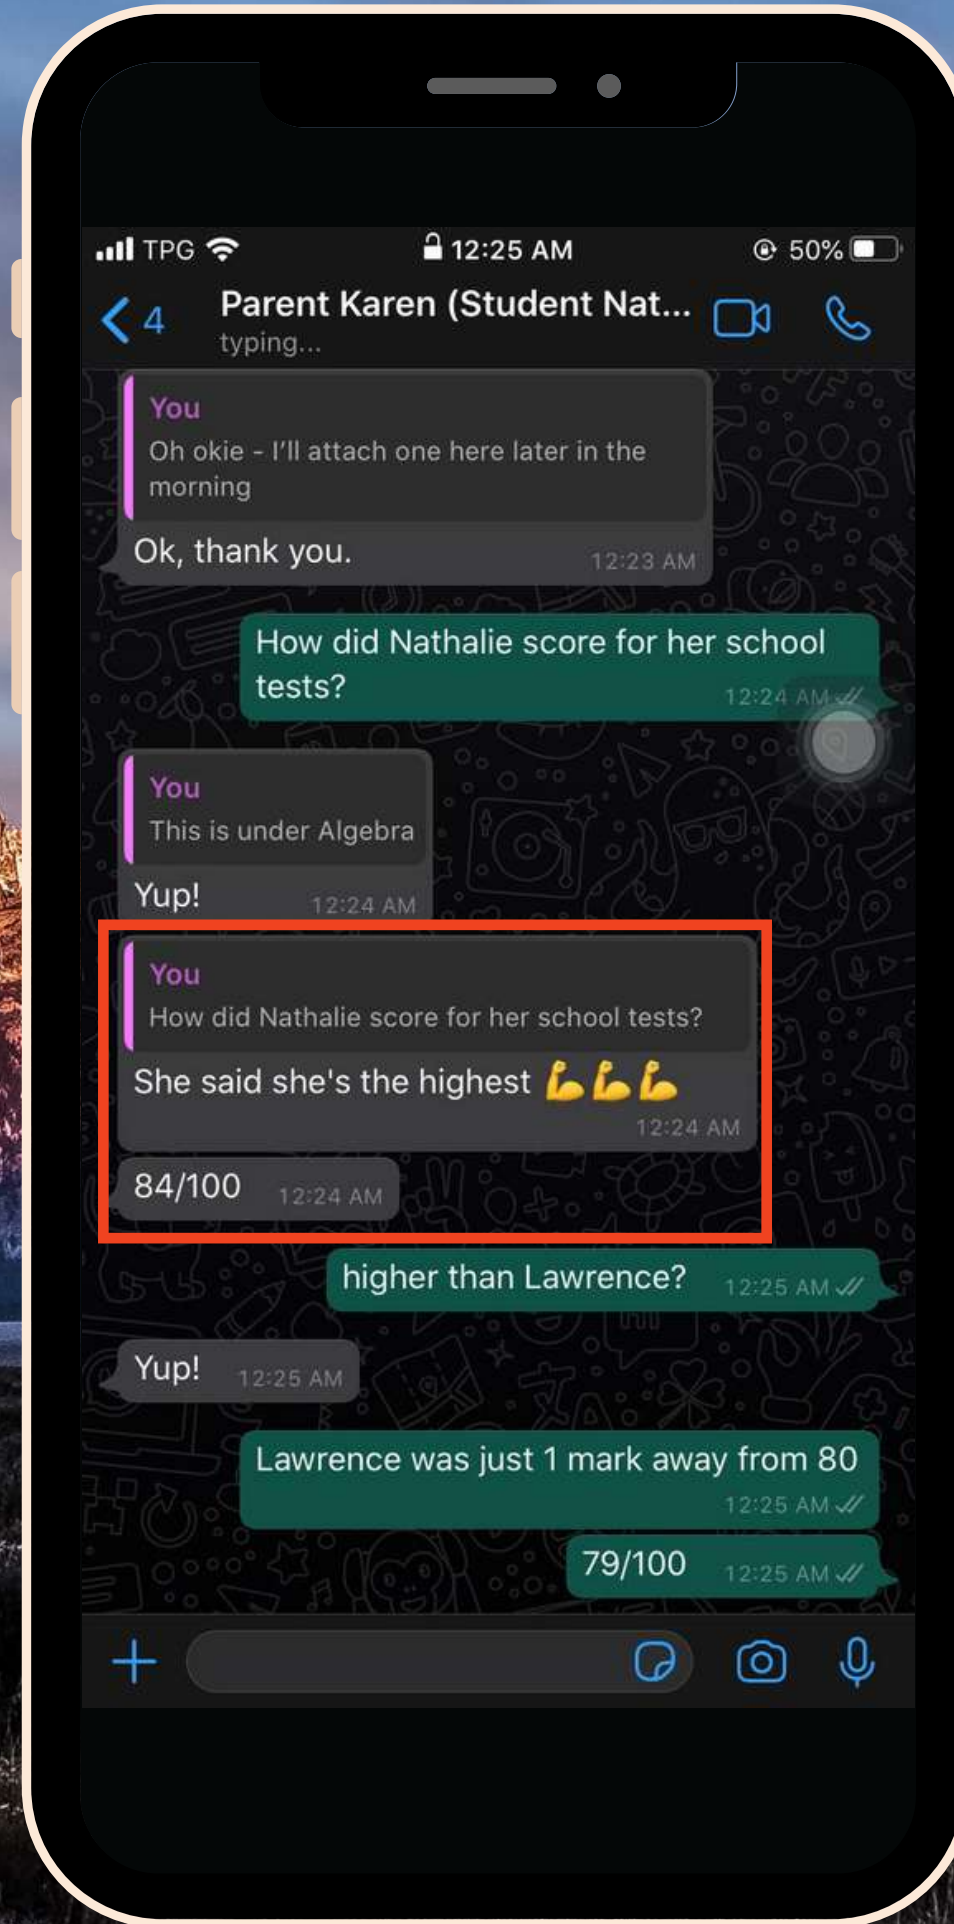 TPG 12:25 AM 50%
4 Parent Karen (Student Nat...
typing...
You
Oh okie - I'll attach one here later in the
morning
Ok, thank you. 12:23 AM
How did Nathalie score for her school
tests? 12:24 AM
You
This is under Algebra
Yup! 12:24 AM
You
How did Nathalie score for her school tests?
She said she's the highest 💪💪💪
12:24 AM
84/100 12:24 AM
higher than Lawrence? 12:25 AM
Yup! 12:25 AM
Lawrence was just 1 mark away from 80
12:25 AM
79/100 12:25 AM